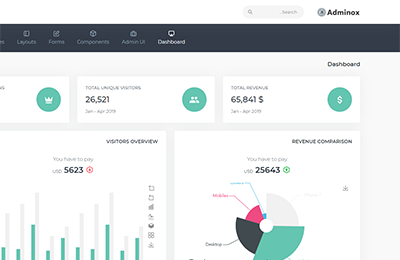 Search
Adminox
Layouts
Forms
Components
Admin UI
Dashboard
Dashboard
TOTAL UNIQUE VISITORS
26,521
Jan - Apr 2019
TOTAL REVENUE
65,841 $
Jan - Apr 2019
VISITORS OVERVIEW
You have to pay
USD 5623
REVENUE COMPARISON
You have to pay
USD 25643
Mobiles
Desktop